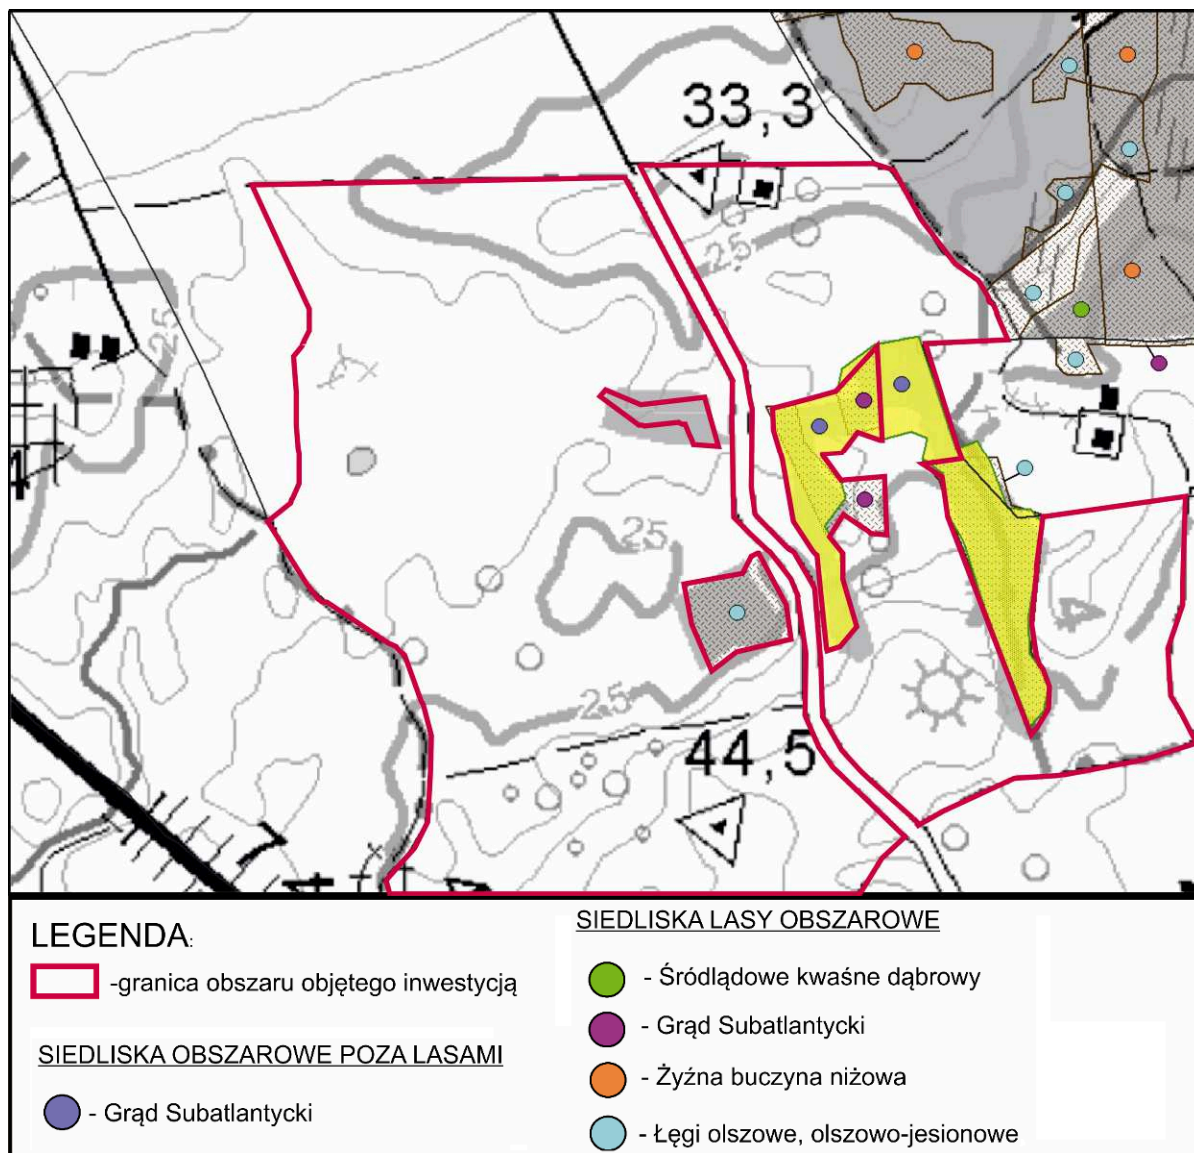 33,3
25
25
25
25
44,5
LEGENDA:
-granica obszaru objętego inwestycją
SIEDLISKA OBSZAROWE POZA LASAMI
- Grąd Subatlantycki
SIEDLISKA LASY OBSZAROWE
- Śródlądowe kwaśne dąbrowy
- Grąd Subatlantycki
- Żyźna buczyna niżowa
- Łęgi olszowe, olszowo-jesionowe